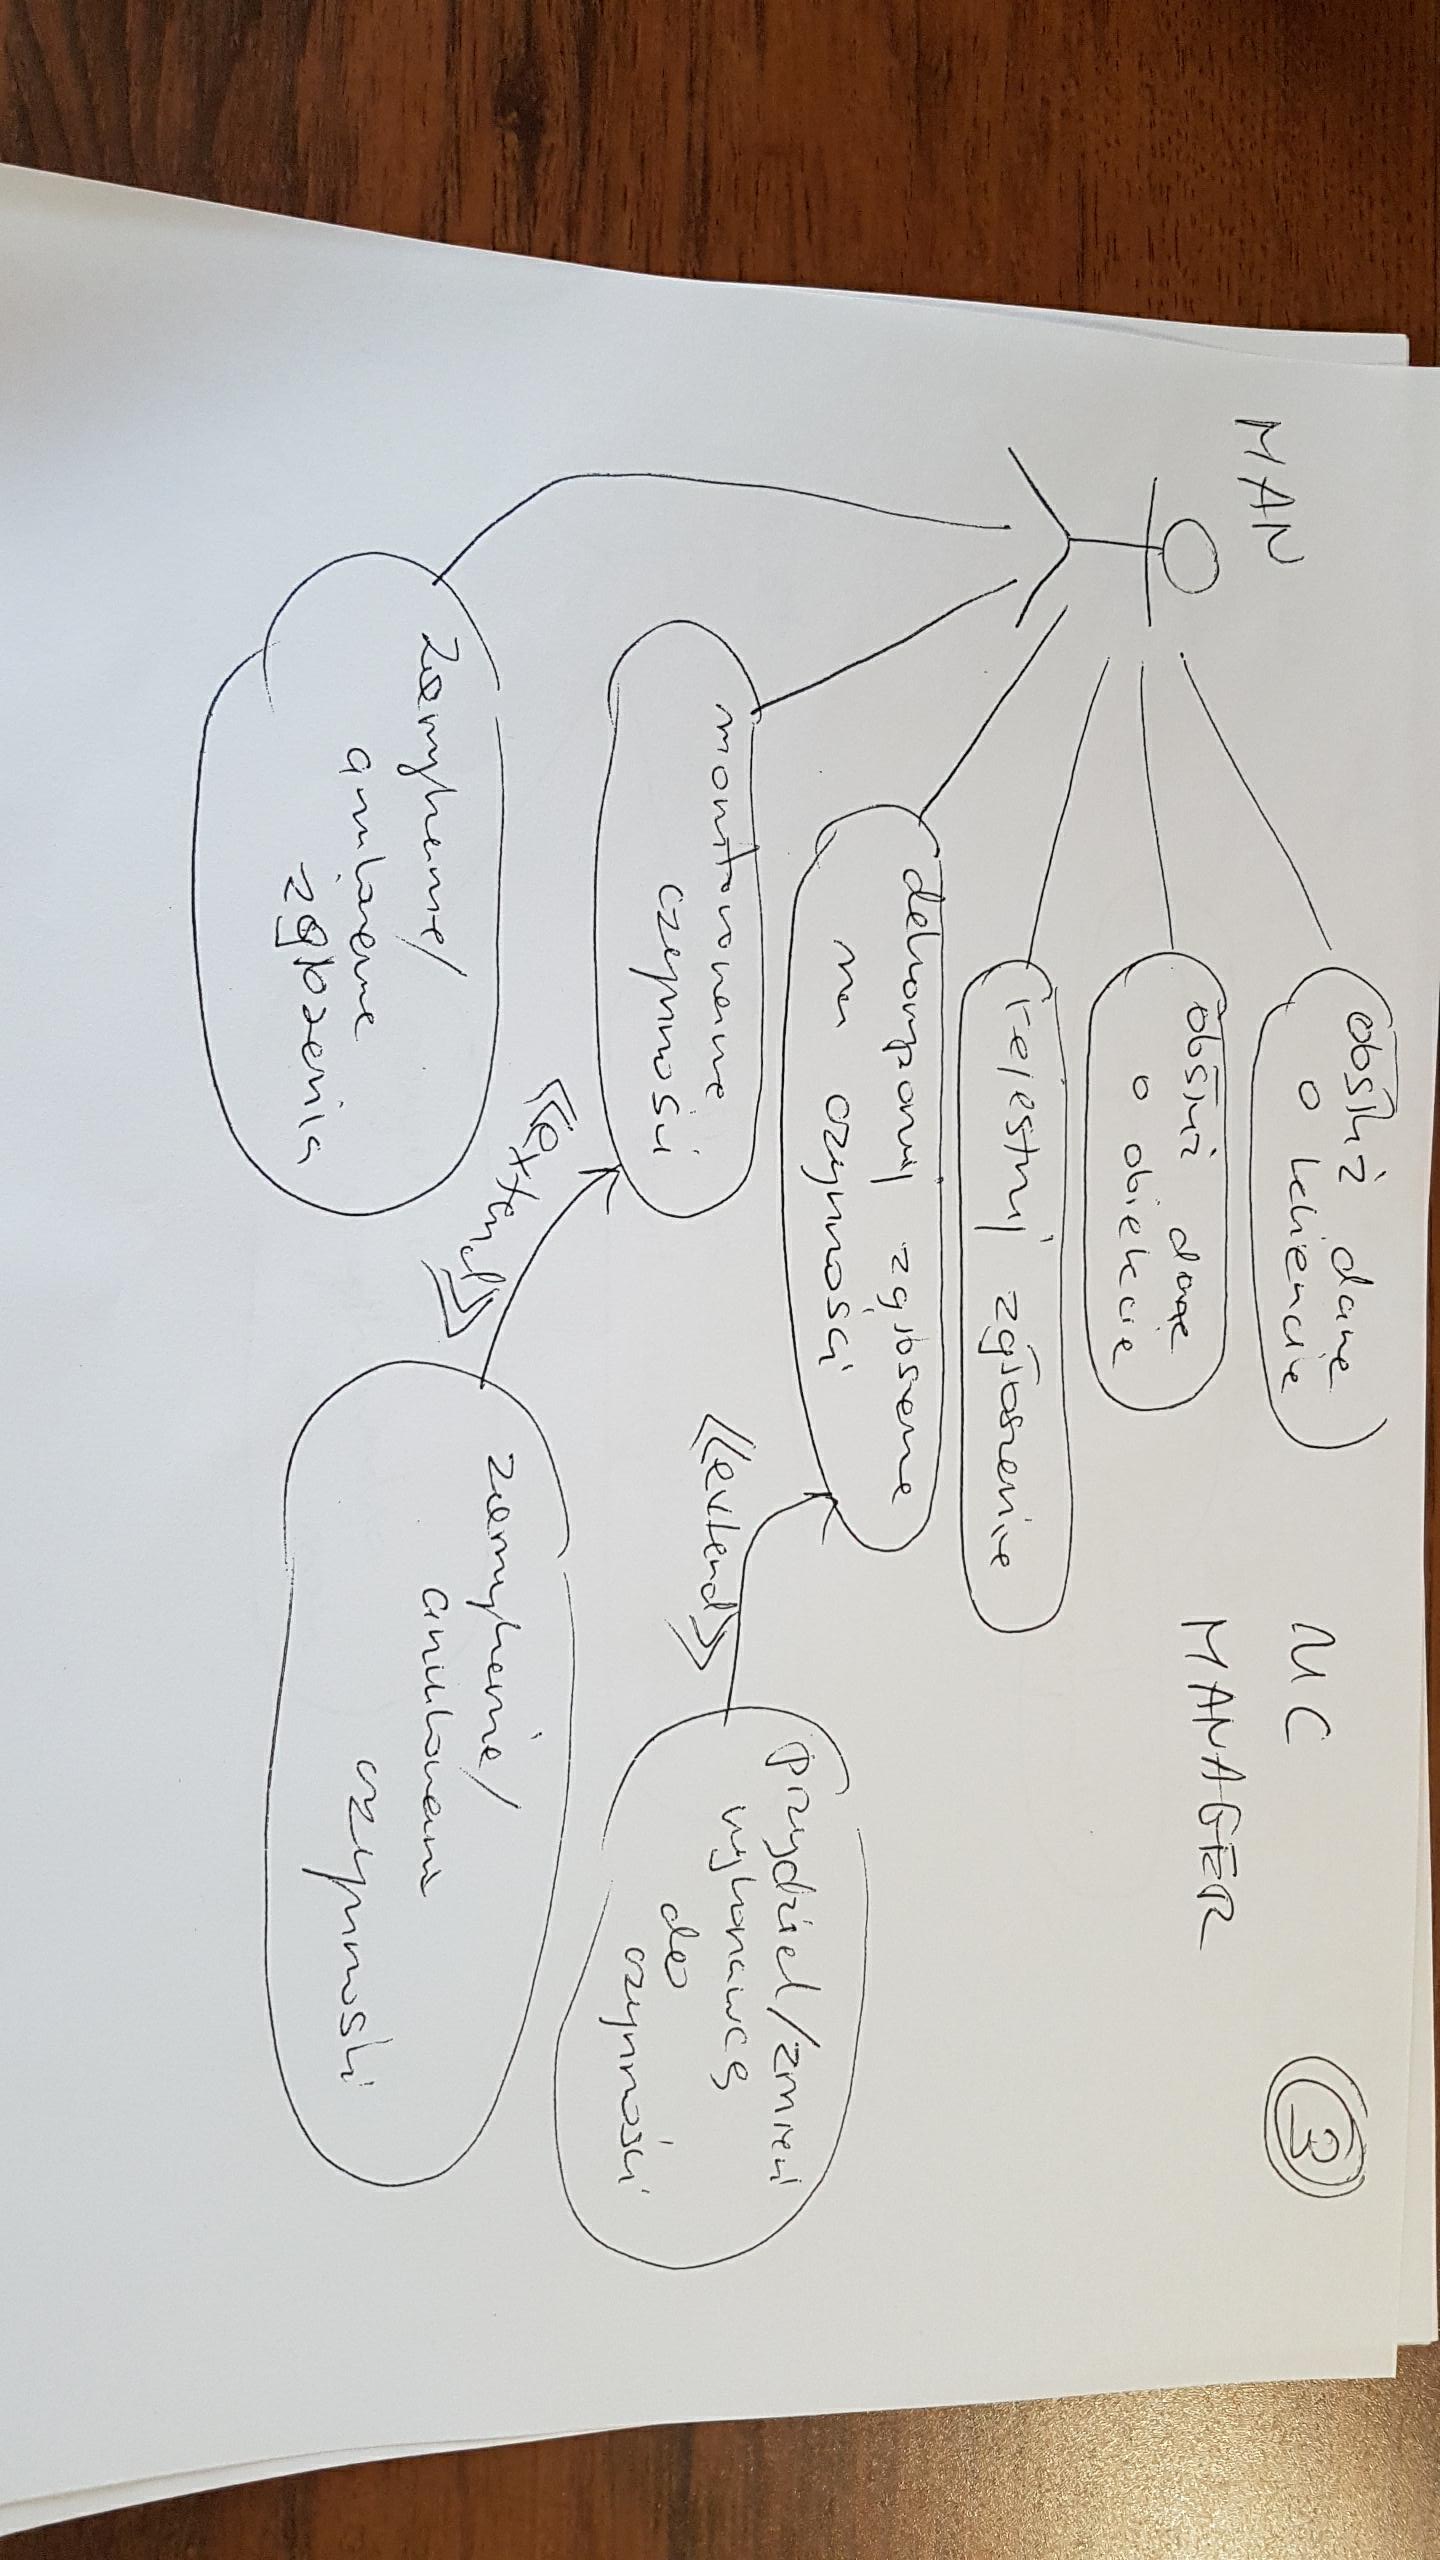 MAN
obsłuż dane
o kliencie
UC
MANAGER
3
obsłuż dane
o obiekcie
rejestruj zgłoszenie
dekomponuj zgłoszenie
na czynności
<<extend>>
przydziel/zmień
wykonawcę
do
czynności
monitorowanie
czynności
<<extend>>
zamykanie/
anulowanie
czynności
Zamykanie/
anulowanie
zgłoszenia